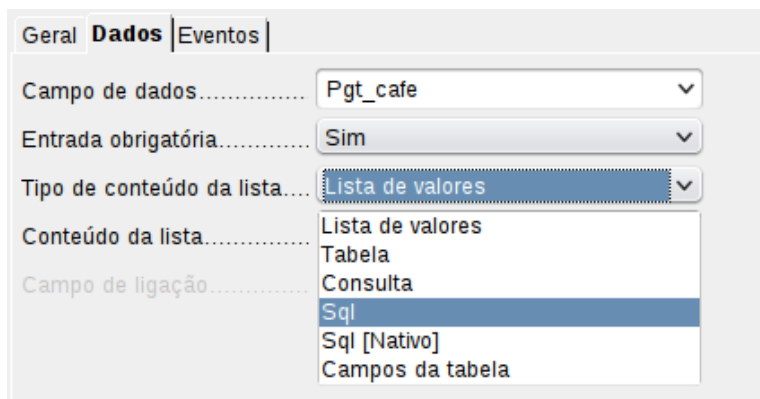 Geral Dados Eventos
Campo de dados............... Pgt_cafe
Entrada obrigatória............. Sim
Tipo de conteúdo da lista.... Lista de valores
Conteúdo da lista............... Lista de valores
Tabela
Campo de ligação.............. Consulta
Sql
Sql [Nativo]
Campos da tabela